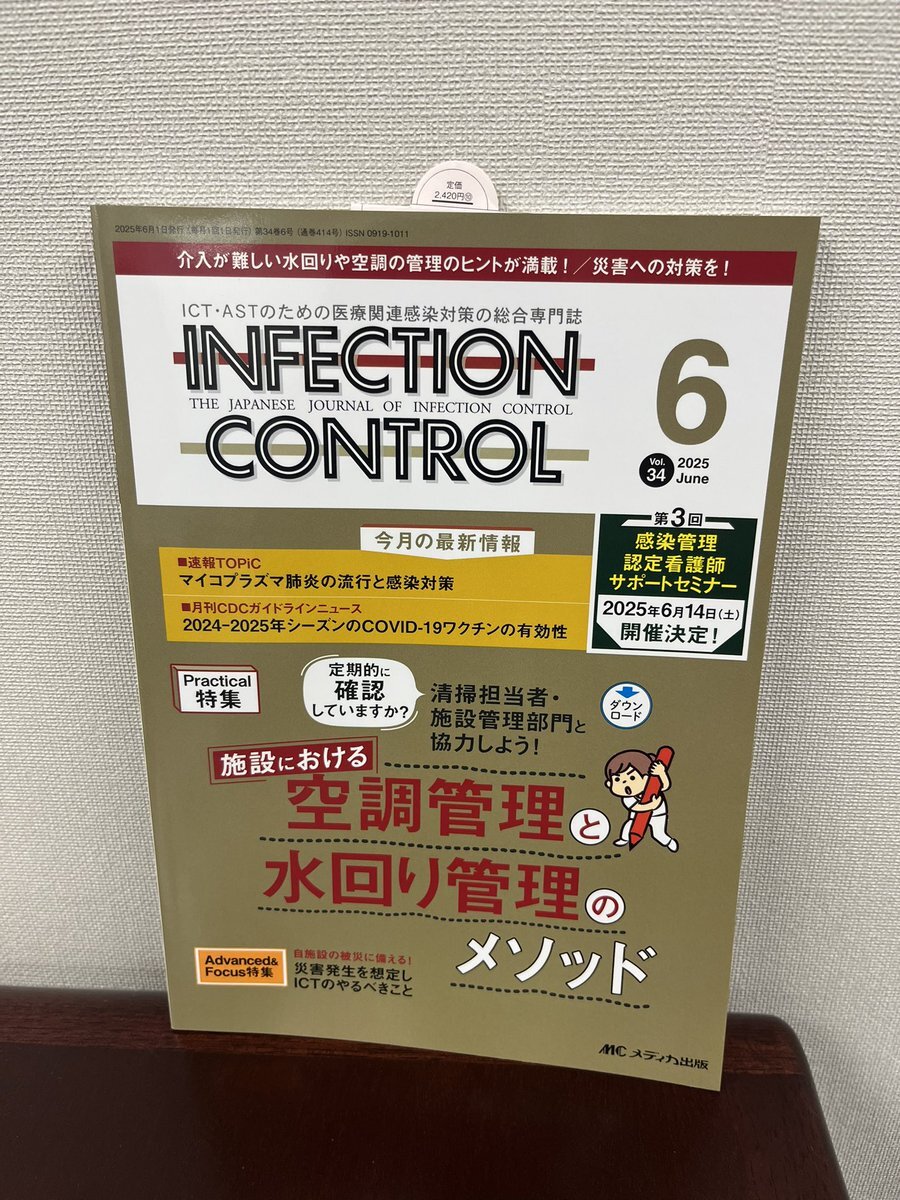 定価
2,420円⑩
2025年6月1日発行（毎月1回1日発行）第34巻6号（通巻414号）ISSN 0919-1011
介入が難しい水回りや空調の管理のヒントが満載！／災害への対策を！
ICT・ASTのための医療関連感染対策の総合専門誌
INFECTION
THE JAPANESE JOURNAL OF INFECTION CONTROL
CONTROL
6
Vol.
34
2025
June
第3回
感染管理
認定看護師
サポートセミナー
2025年6月14日(土)
開催決定！
今月の最新情報
■速報TOPiC
マイコプラズマ肺炎の流行と感染対策
■月刊CDCガイドラインニュース
2024-2025年シーズンのCOVID-19ワクチンの有効性
Practical
特集
定期的に
確認
していますか?
清掃担当者・
施設管理部門と
協力しよう！
ダウン
ロード
施設における
空調管理と
水回り管理の
メソッド
Advanced&
Focus特集
自施設の被災に備える！
災害発生を想定し
ICTのやるべきこと
MC メディカ出版